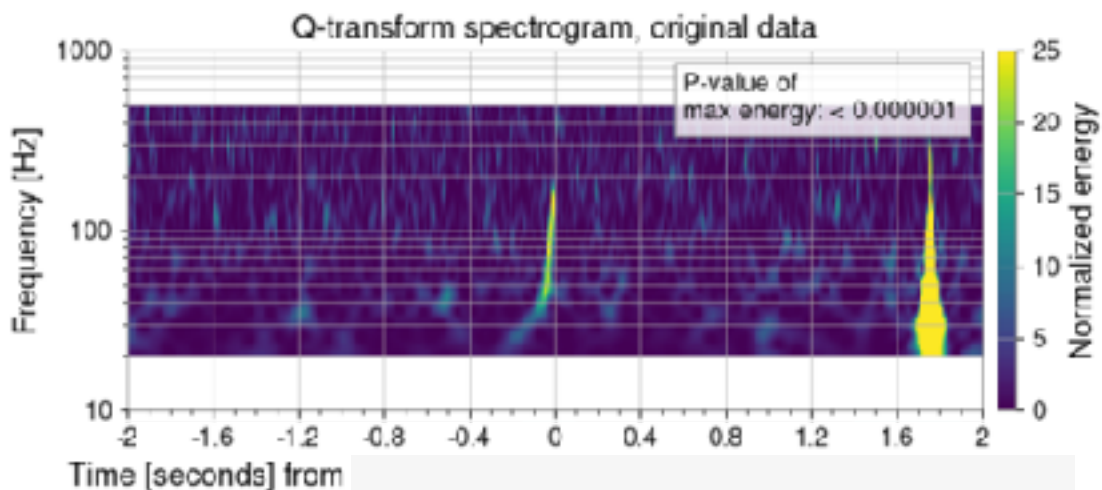 Q-transform spectrogram, original data
1000
100
10
Frequency [Hz]
P-value of
max energy: < 0.000001
25
20
15
10
5
0
Normalized energy
-2 -1.6 -1.2 -0.8 -0.4 0 0.4 0.8 1.2 1.6 2
Time [seconds] from